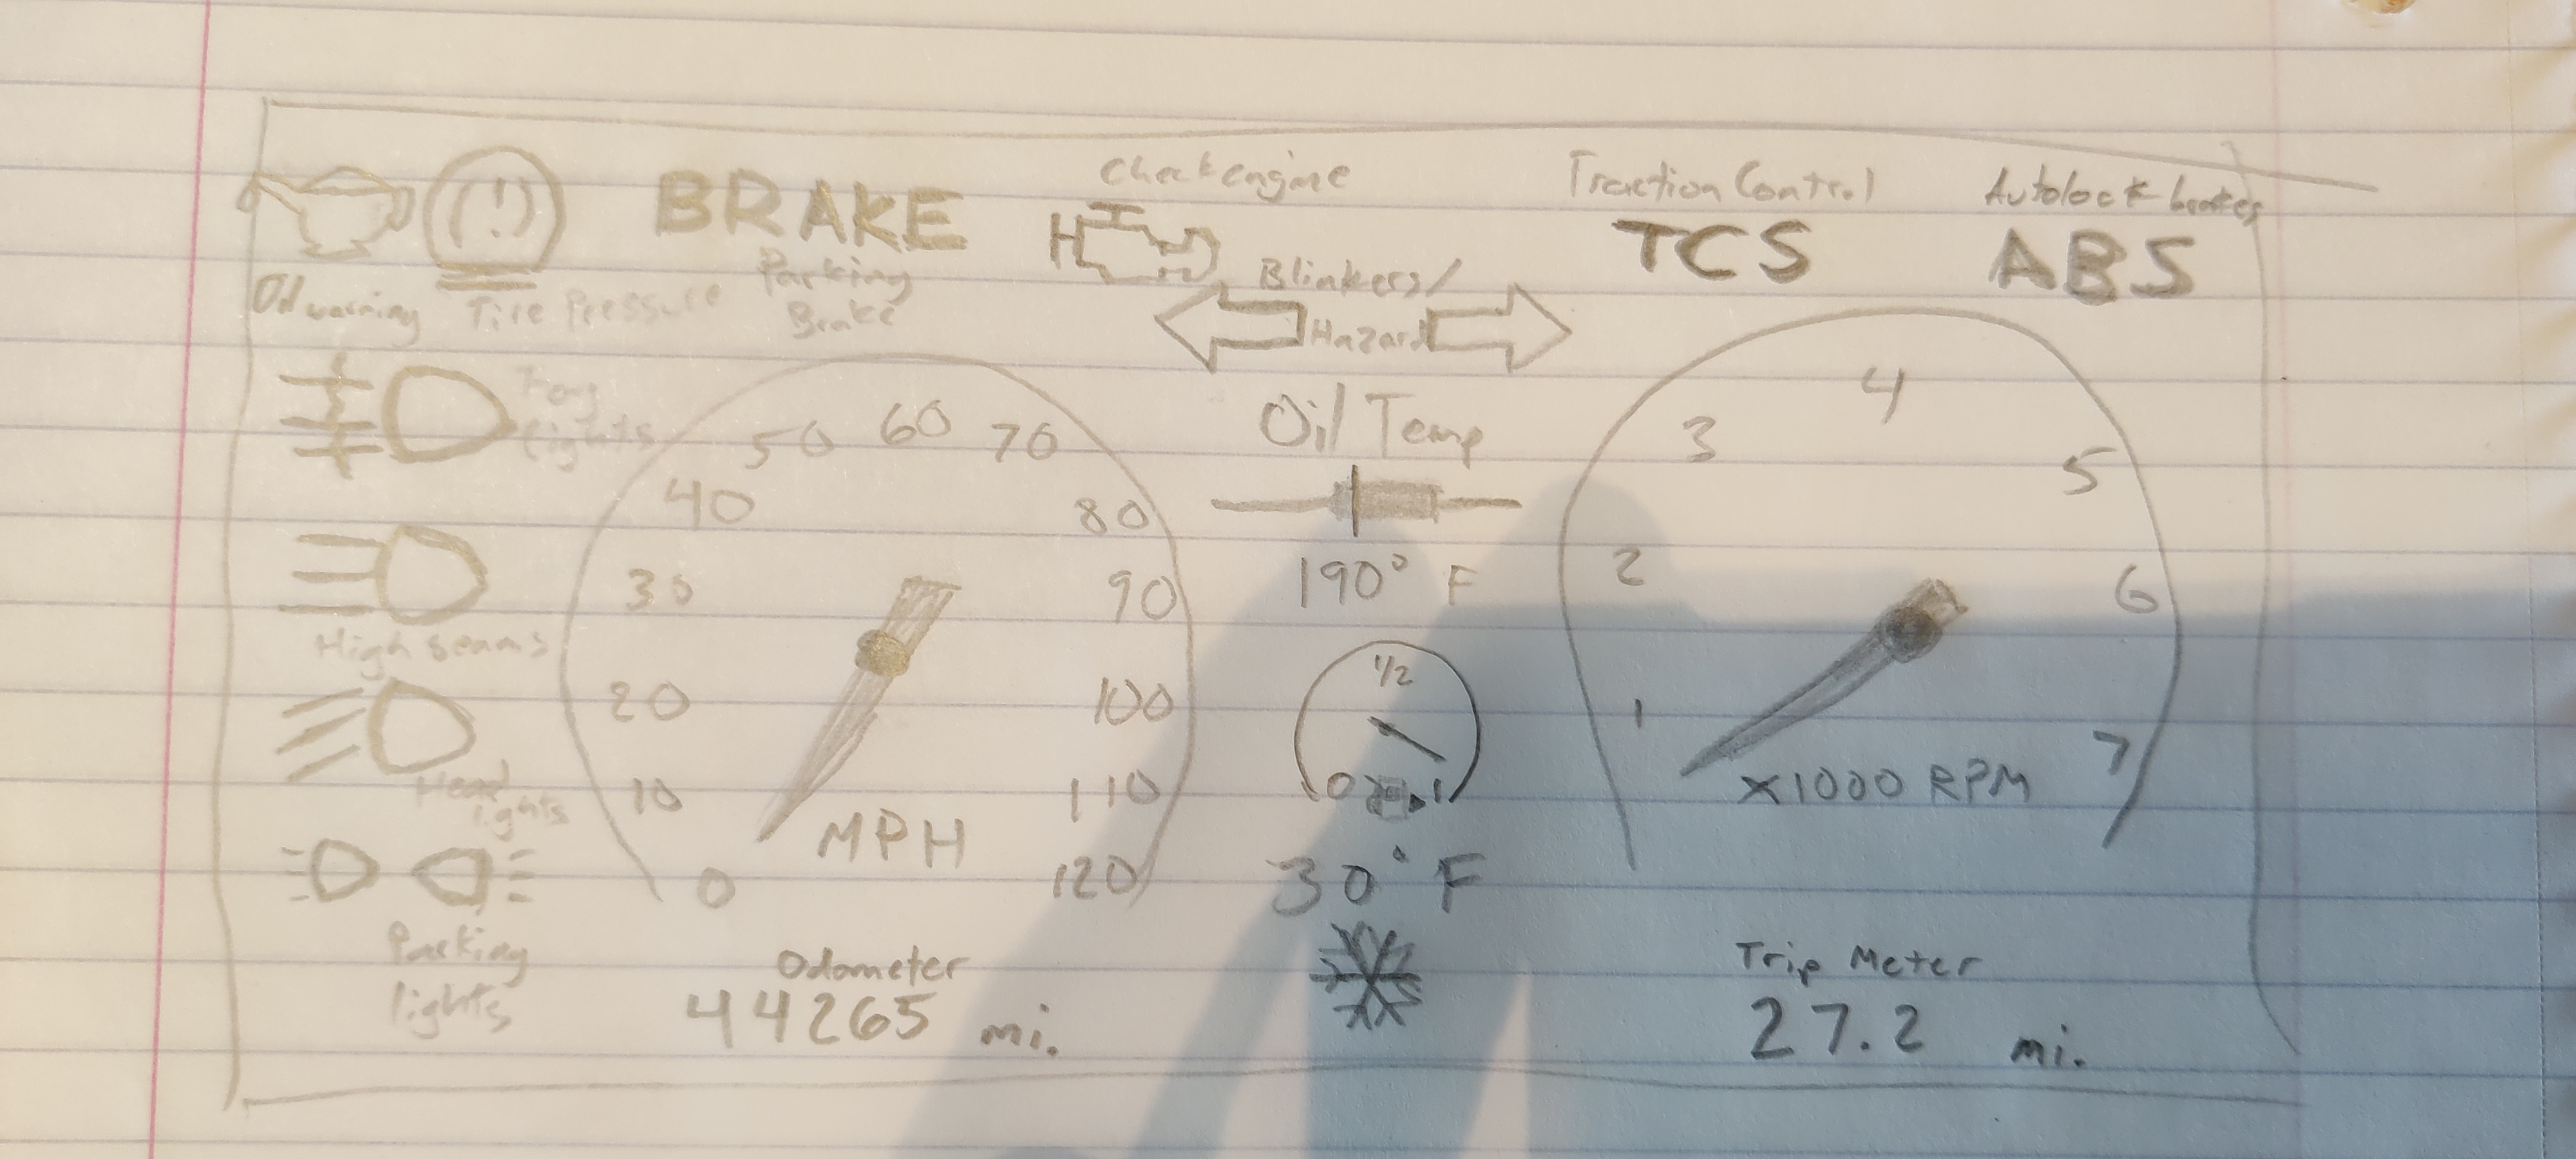 Check engine
Traction Control
Autolock brakes
(!)
BRAKE
TCS
ABS
Oil warning
Tire Pressure
Parking
Brake
Blinkers/
Hazard
Fog
lights
High beams
Head
lights
Parking
lights
0
10
20
30
40
50
60
70
80
90
100
110
120
MPH
Odometer
44265 mi.
Oil Temp
190° F
1/2
0
1
30° F
1
2
3
4
5
6
7
x1000 RPM
Trip Meter
27.2 mi.